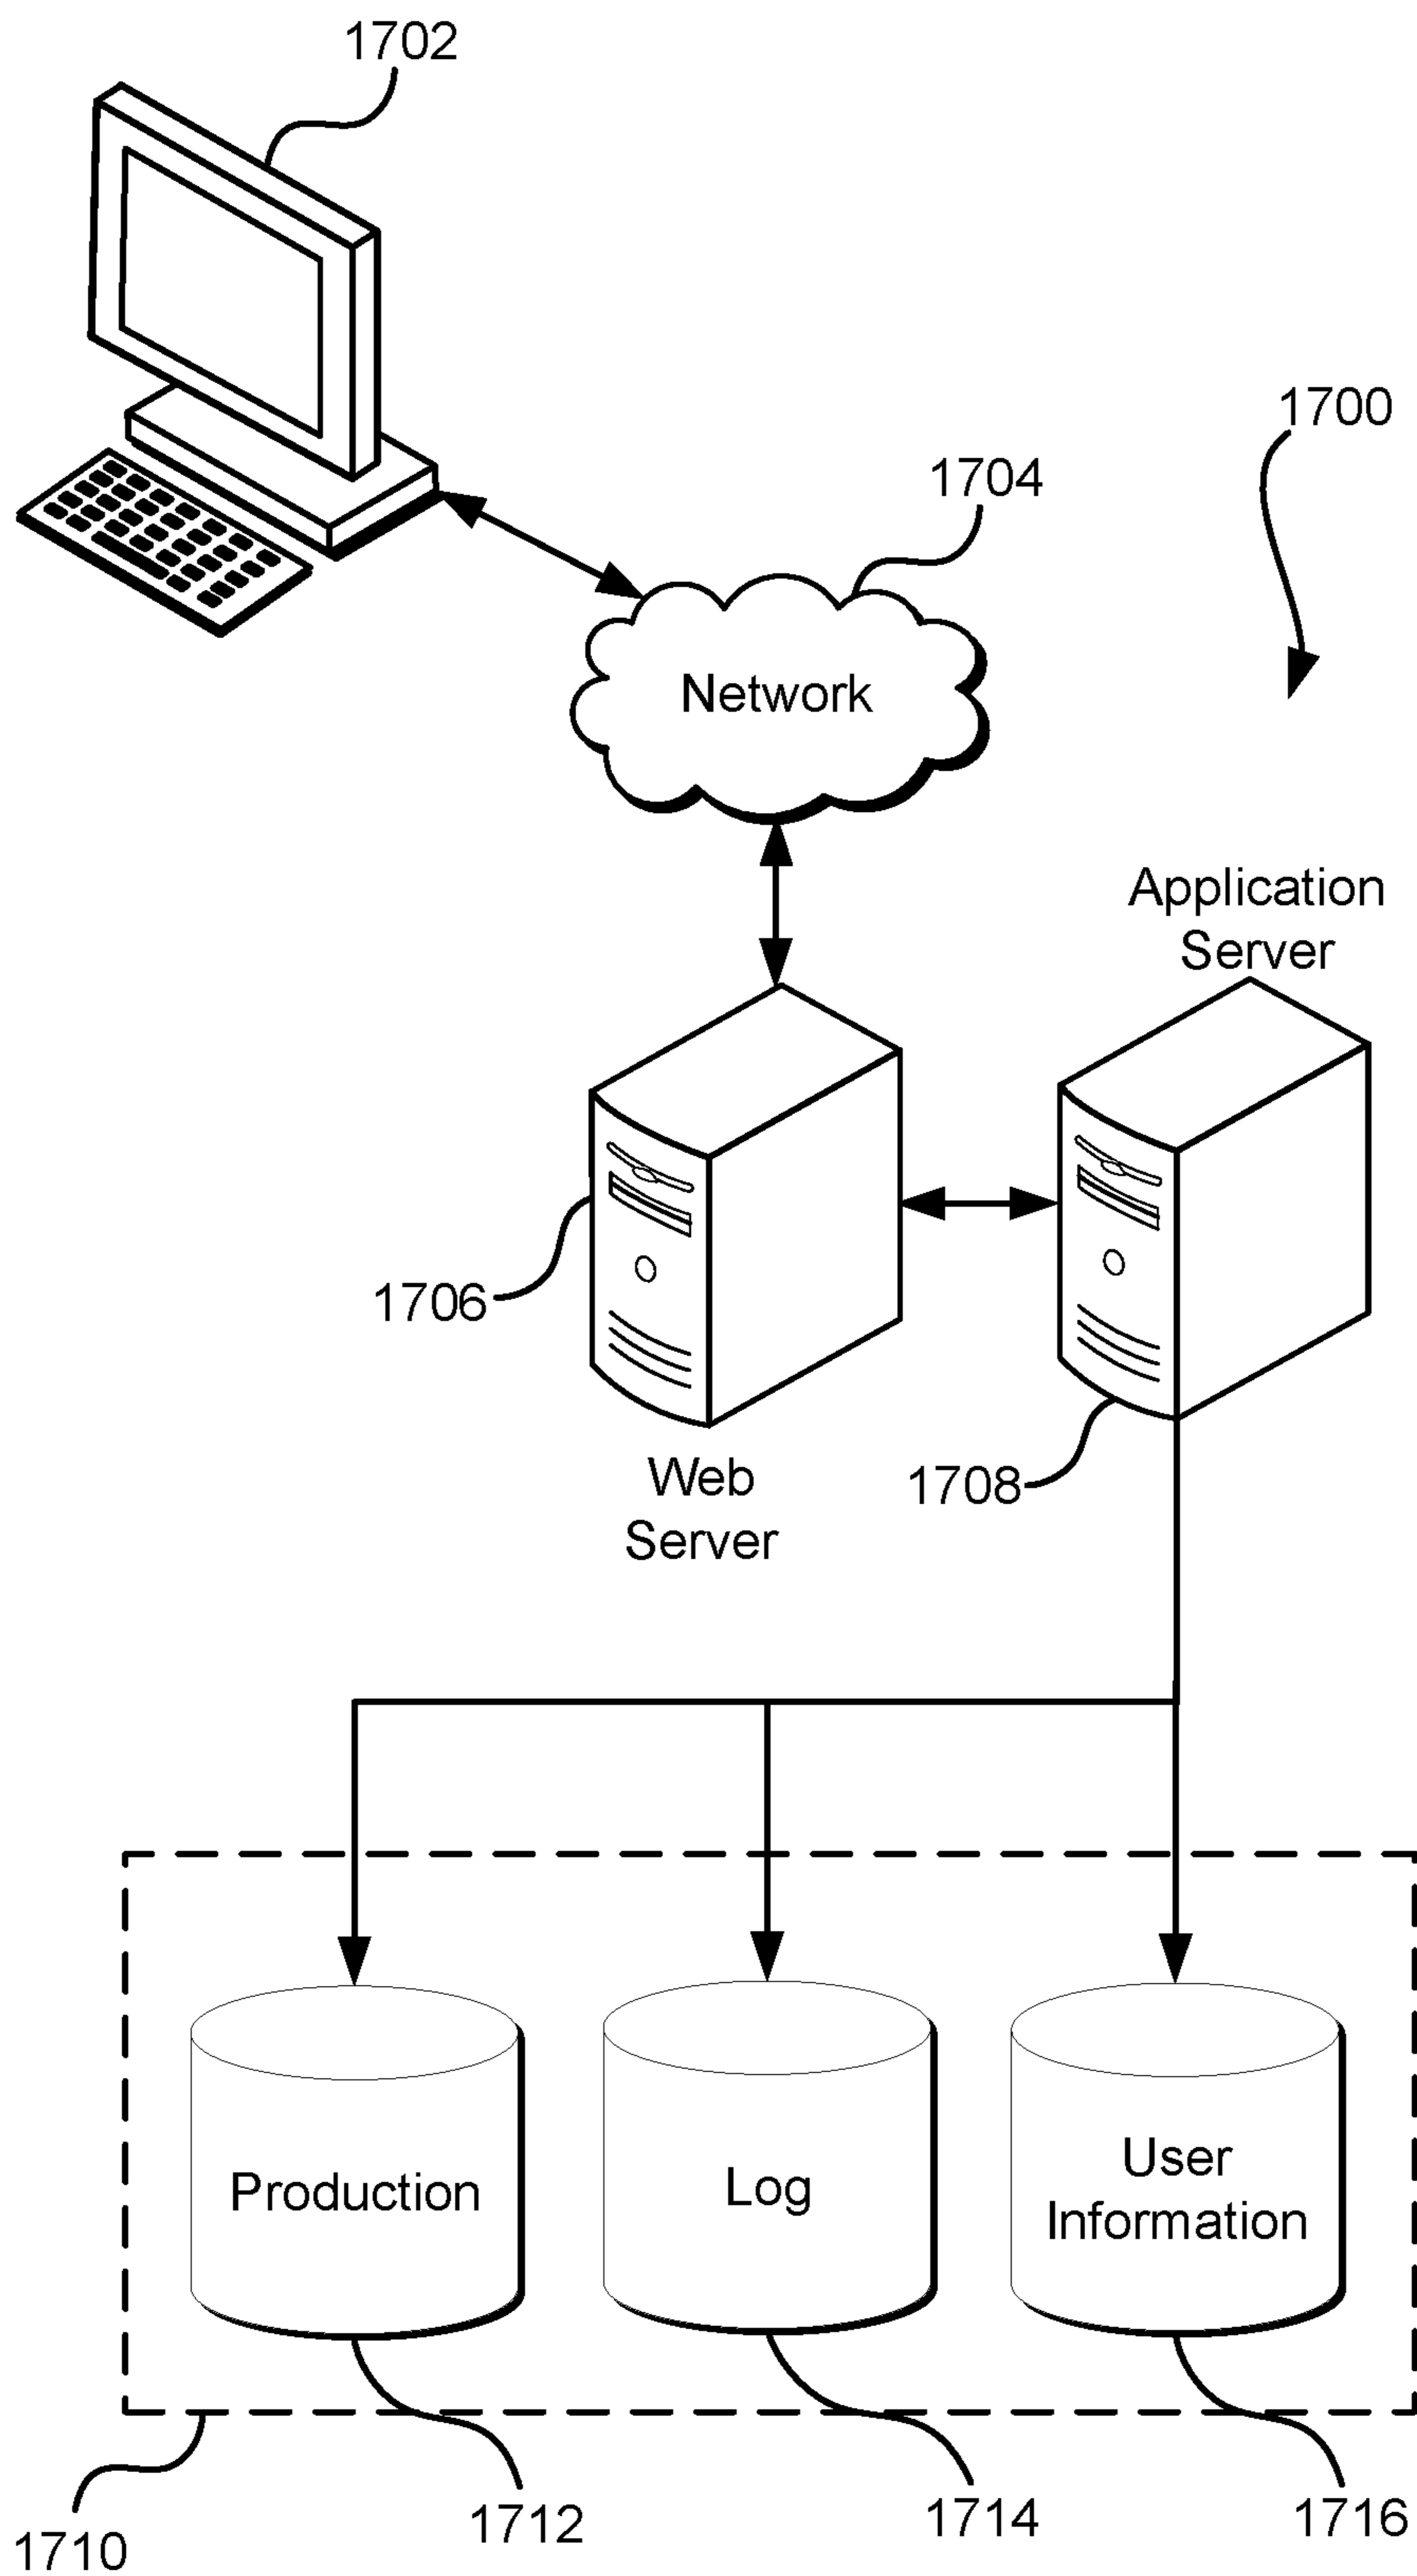 1702
1700
1704
Network
Application
Server
1706
Web
Server
1708
Production
Log
User
Information
1710
1712
1714
1716